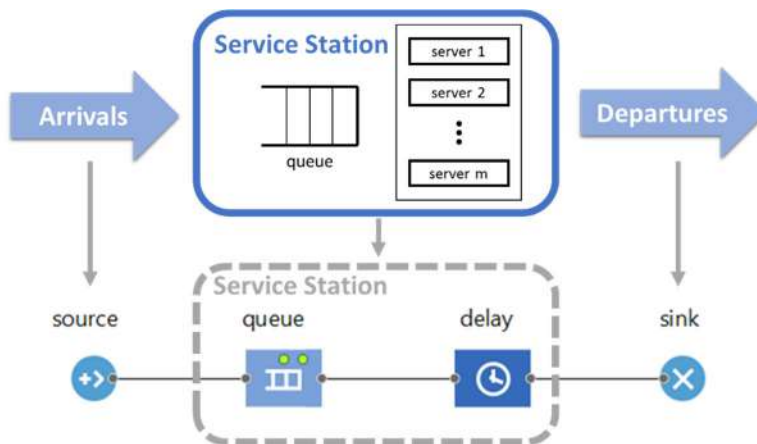 Service Station
server 1
server 2
server m
queue
Arrivals
Departures
Service Station
source
queue
delay
sink